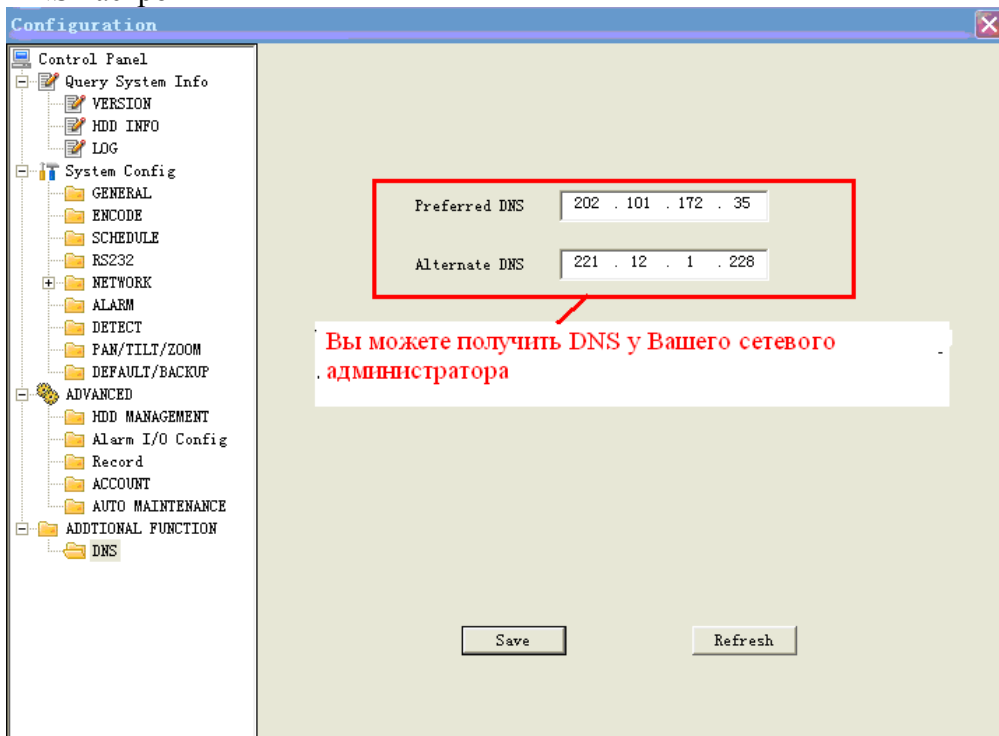 Configuration
Control Panel
Query System Info
VERSION
HDD INFO
LOG
System Config
GENERAL
ENCODE
SCHEDULE
RS232
NETWORK
ALARM
DETECT
PAN/TILT/ZOOM
DEFAULT/BACKUP
ADVANCED
HDD MANAGEMENT
Alarm I/O Config
Record
ACCOUNT
AUTO MAINTENANCE
ADDTIONAL FUNCTION
DNS
Preferred DNS 202 . 101 . 172 . 35
Alternate DNS 221 . 12 . 1 . 228
Вы можете получить DNS у Вашего сетевого
администратора
Save Refresh